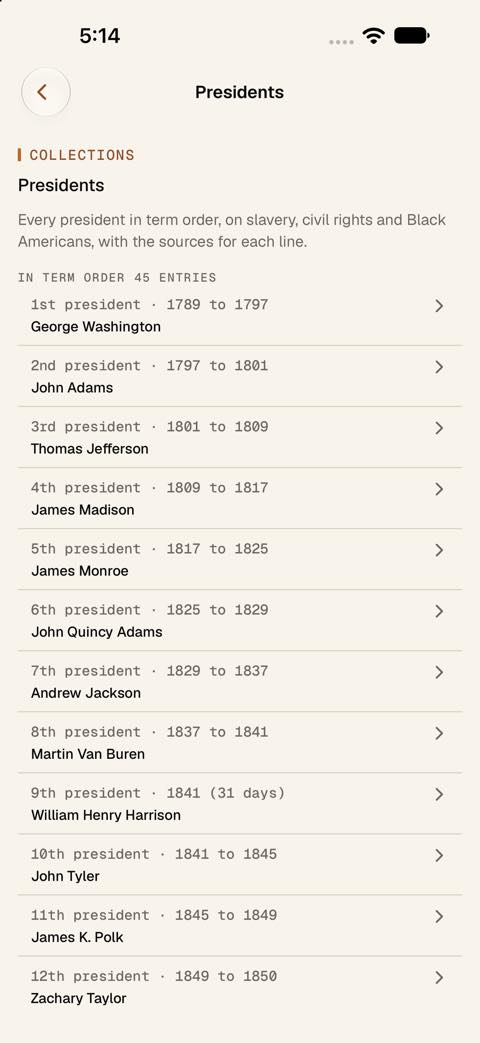 5:14
Presidents
COLLECTIONS
Presidents
Every president in term order, on slavery, civil rights and Black
Americans, with the sources for each line.
IN TERM ORDER 45 ENTRIES
1st president · 1789 to 1797
George Washington
2nd president · 1797 to 1801
John Adams
3rd president · 1801 to 1809
Thomas Jefferson
4th president · 1809 to 1817
James Madison
5th president · 1817 to 1825
James Monroe
6th president · 1825 to 1829
John Quincy Adams
7th president · 1829 to 1837
Andrew Jackson
8th president · 1837 to 1841
Martin Van Buren
9th president · 1841 (31 days)
William Henry Harrison
10th president · 1841 to 1845
John Tyler
11th president · 1845 to 1849
James K. Polk
12th president · 1849 to 1850
Zachary Taylor